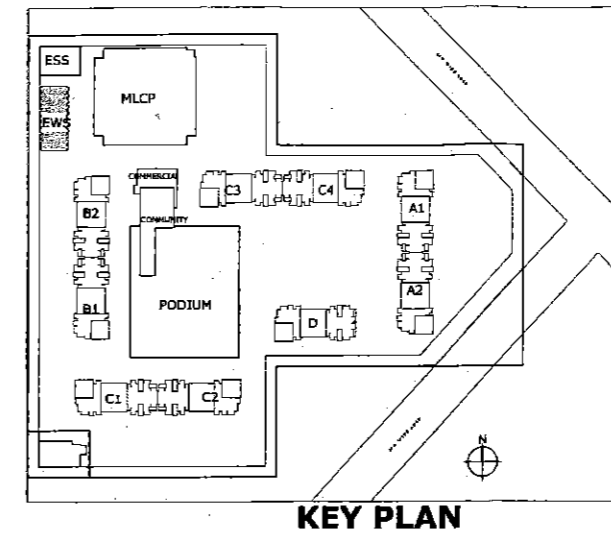 ESS
MLCP
EWS
COMMERCIAL
C3
C4
A1
B2
COMMUNITY
A2
B1
PODIUM
D
C1
C2
N
KEY PLAN